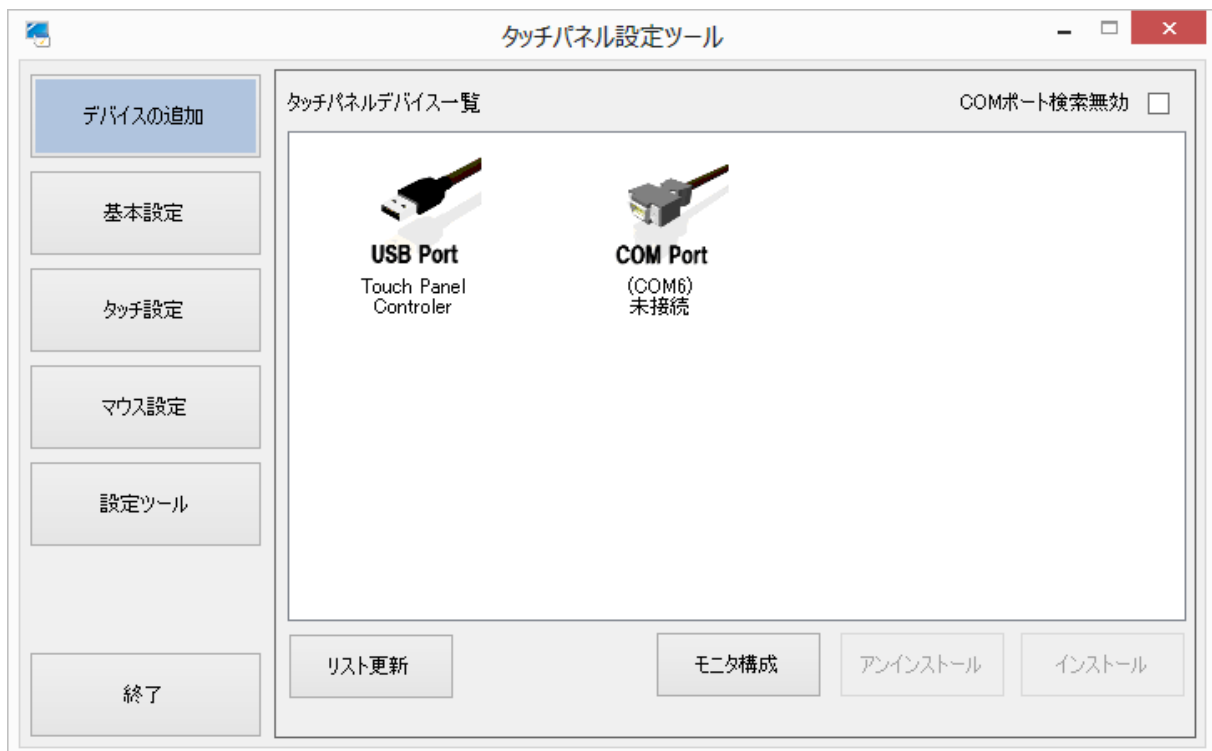 タッチパネル設定ツール
デバイスの追加
基本設定
タッチ設定
マウス設定
設定ツール
終了
タッチパネルデバイス一覧
COMポート検索無効
USB Port
Touch Panel
Controler
COM Port
(COM6)
未接続
リスト更新
モニタ構成
アンインストール
インストール